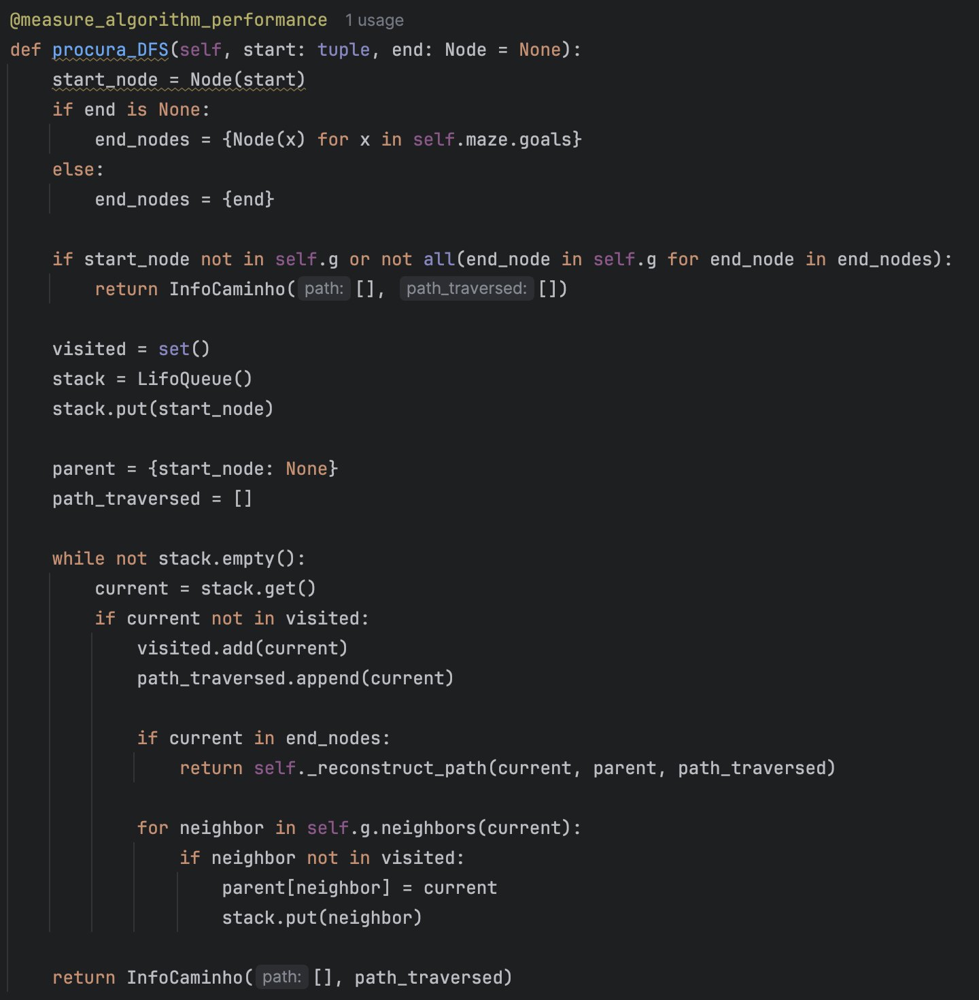 @measure_algorithm_performance 1 usage
def procura_DFS(self, start: tuple, end: Node = None):
    start_node = Node(start)
    if end is None:
        end_nodes = {Node(x) for x in self.maze.goals}
    else:
        end_nodes = {end}
    if start_node not in self.g or not all(end_node in self.g for end_node in end_nodes):
        return InfoCaminho( path: [], path_traversed: [])
    visited = set()
    stack = LifoQueue()
    stack.put(start_node)
    parent = {start_node: None}
    path_traversed = []
    while not stack.empty():
        current = stack.get()
        if current not in visited:
            visited.add(current)
            path_traversed.append(current)
            if current in end_nodes:
                return self._reconstruct_path(current, parent, path_traversed)
            for neighbor in self.g.neighbors(current):
                if neighbor not in visited:
                    parent[neighbor] = current
                    stack.put(neighbor)
    return InfoCaminho( path: [], path_traversed)